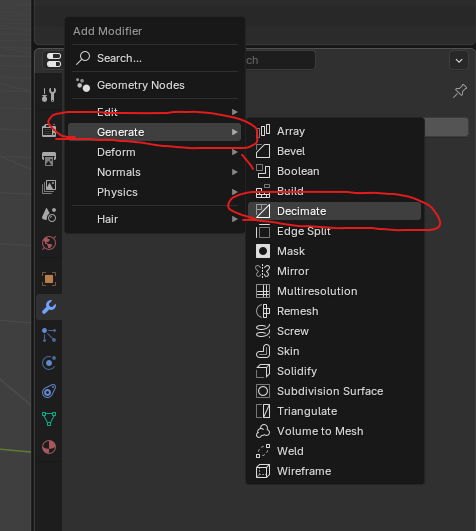 Add Modifier
Search...
ch
Geometry Nodes
Edit
Generate
Deform
Normals
Physics
Hair
Array
Bevel
Boolean
Build
Decimate
Edge Split
Mask
Mirror
Multiresolution
Remesh
Screw
Skin
Solidify
Subdivision Surface
Triangulate
Volume to Mesh
Weld
Wireframe